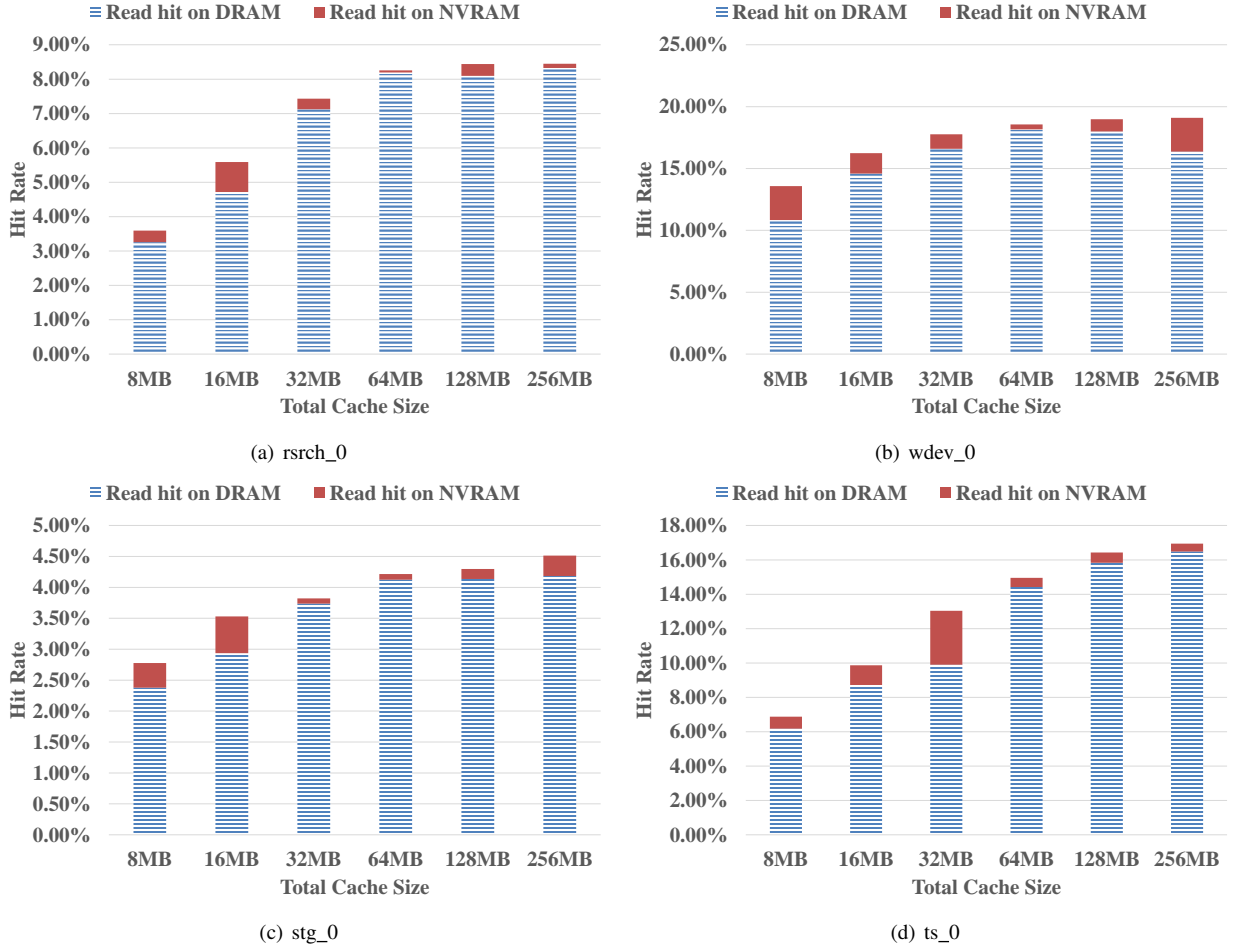 Read hit on DRAM Read hit on NVRAM
9.00%
8.00%
7.00%
6.00%
5.00%
4.00%
3.00%
2.00%
1.00%
0.00%
Hit Rate
8MB 16MB 32MB 64MB 128MB 256MB
Total Cache Size
(a) rsrch_0
Read hit on DRAM Read hit on NVRAM
25.00%
20.00%
15.00%
10.00%
5.00%
0.00%
Hit Rate
8MB 16MB 32MB 64MB 128MB 256MB
Total Cache Size
(b) wdev_0
Read hit on DRAM Read hit on NVRAM
5.00%
4.50%
4.00%
3.50%
3.00%
2.50%
2.00%
1.50%
1.00%
0.50%
0.00%
Hit Rate
8MB 16MB 32MB 64MB 128MB 256MB
Total Cache Size
(c) stg_0
Read hit on DRAM Read hit on NVRAM
18.00%
16.00%
14.00%
12.00%
10.00%
8.00%
6.00%
4.00%
2.00%
0.00%
Hit Rate
8MB 16MB 32MB 64MB 128MB 256MB
Total Cache Size
(d) ts_0